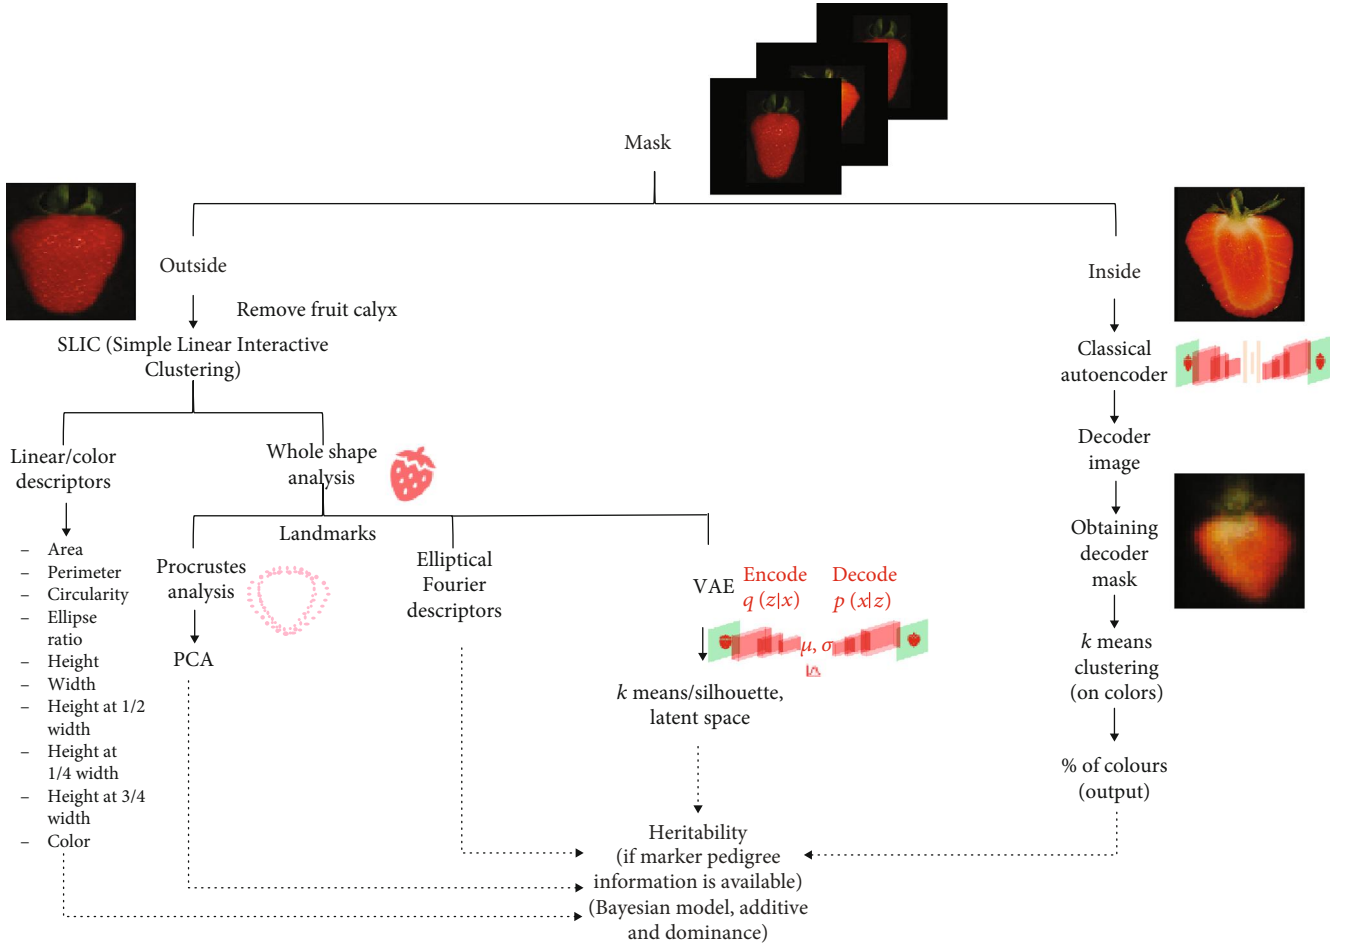 Mask
Outside
Remove fruit calyx
SLIC (Simple Linear Interactive
Clustering)
Linear/color
descriptors
– Area
– Perimeter
– Circularity
– Ellipse
ratio
– Height
– Width
– Height at 1/2
width
– Height at
1/4 width
– Height at 3/4
width
– Color
Whole shape
analysis
Landmarks
Procrustes
analysis
PCA
Elliptical
Fourier
descriptors
VAE
Encode
q (z|x)
Decode
p (x|z)
μ, σ
k means/silhouette,
latent space
Inside
Classical
autoencoder
Decoder
image
Obtaining
decoder
mask
k means
clustering
(on colors)
% of colours
(output)
Heritability
(if marker pedigree
information is available)
(Bayesian model, additive
and dominance)